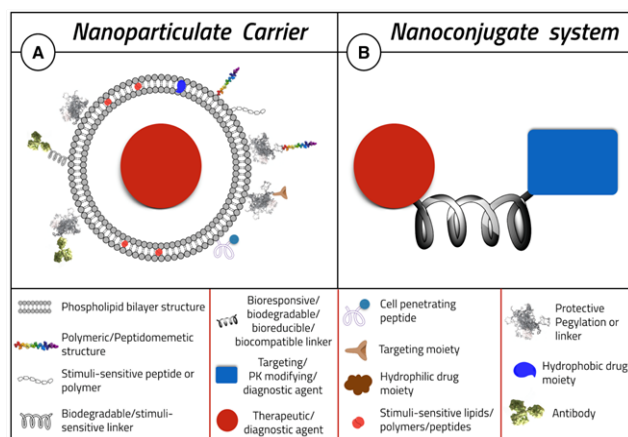 Nanoparticulate Carrier
Nanoconjugate system
A
B
Phospholipid bilayer structure
Polymeric/Peptidomemetic
structure
Stimuli-sensitive peptide or
polymer
Biodegradable/stimuli-
sensitive linker
Bioresponsive/
biodegradable/
bioreducible/
biocompatible linker
Targeting/
PK modifying/
diagnostic agent
Therapeutic/
diagnostic agent
Cell penetrating
peptide
Targeting moiety
Hydrophilic drug
moiety
Stimuli-sensitive lipids/
polymers/peptides
Protective
Pegylation or
linker
Hydrophobic drug
moiety
Antibody